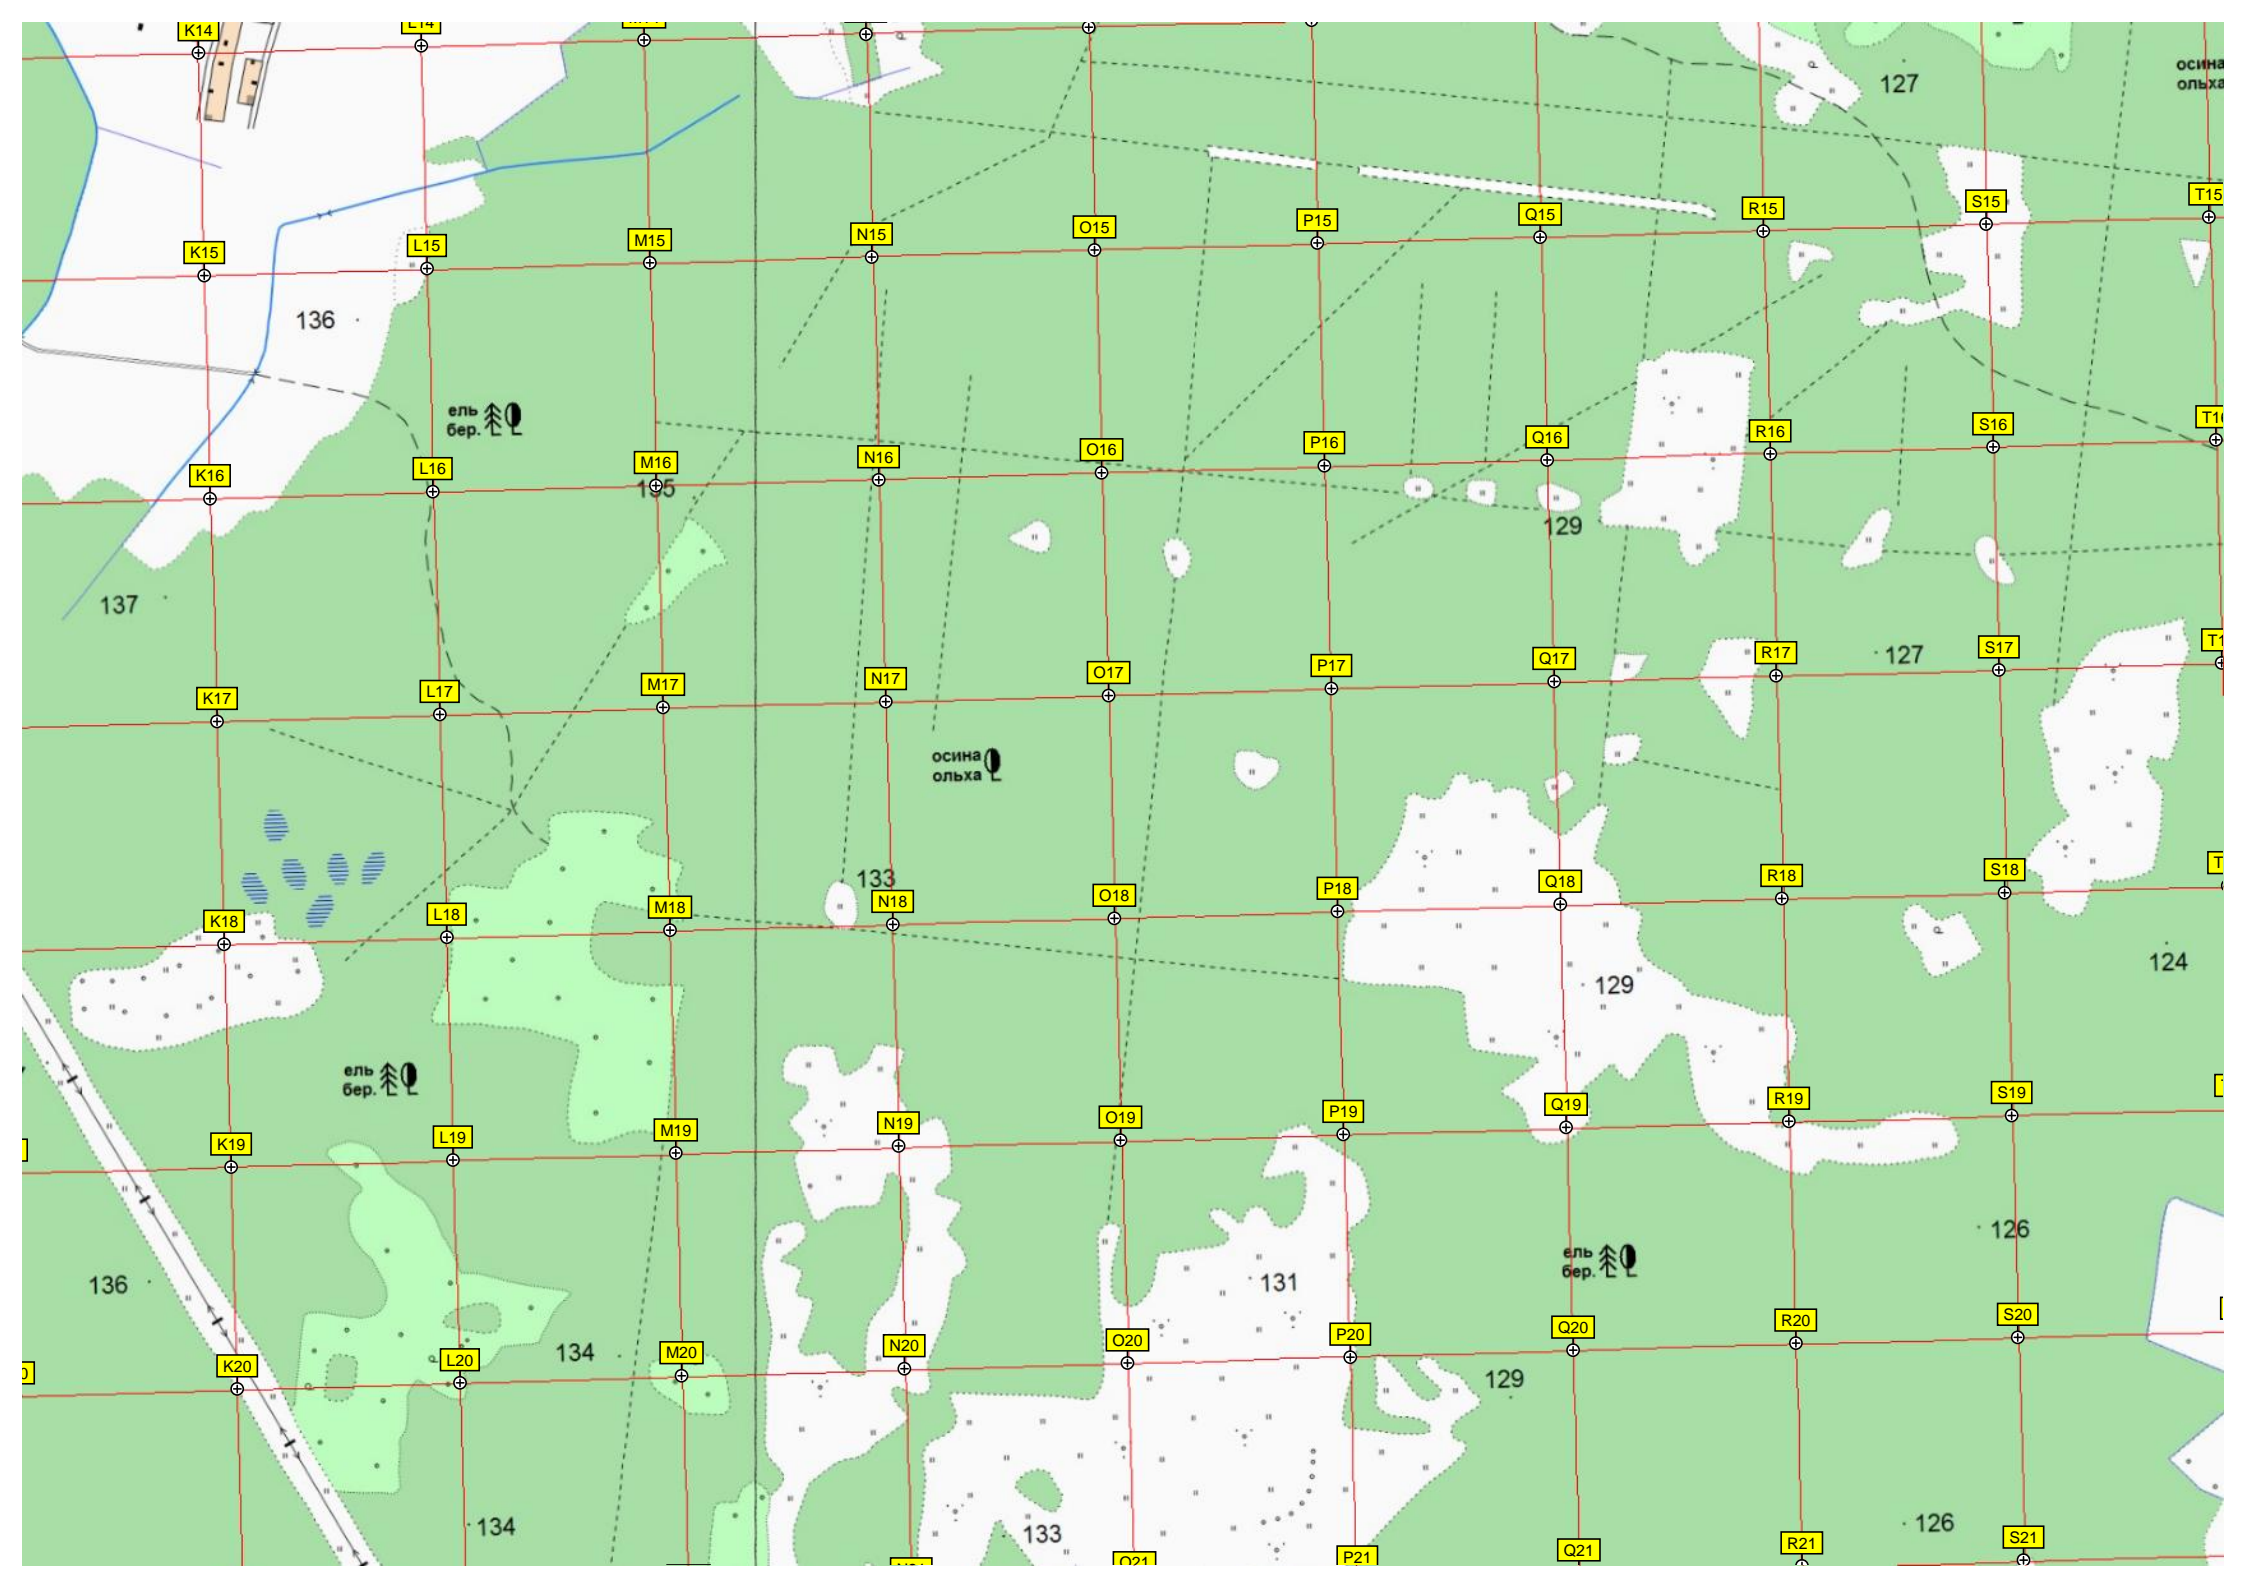 K14
L14
127
осина
ольха
K15
L15
M15
N15
O15
P15
Q15
R15
S15
T15
136
ель
бер.
K16
L16
M16
N16
O16
P16
Q16
R16
S16
129
137
127
K17
L17
M17
N17
O17
P17
Q17
R17
S17
осина
ольха
133
K18
L18
M18
N18
O18
P18
Q18
R18
S18
124
129
ель
бер.
K19
L19
M19
N19
O19
P19
Q19
R19
S19
126
ель
бер.
136
131
134
K20
L20
M20
N20
O20
P20
Q20
R20
S20
129
134
133
126
O21
P21
Q21
R21
S21